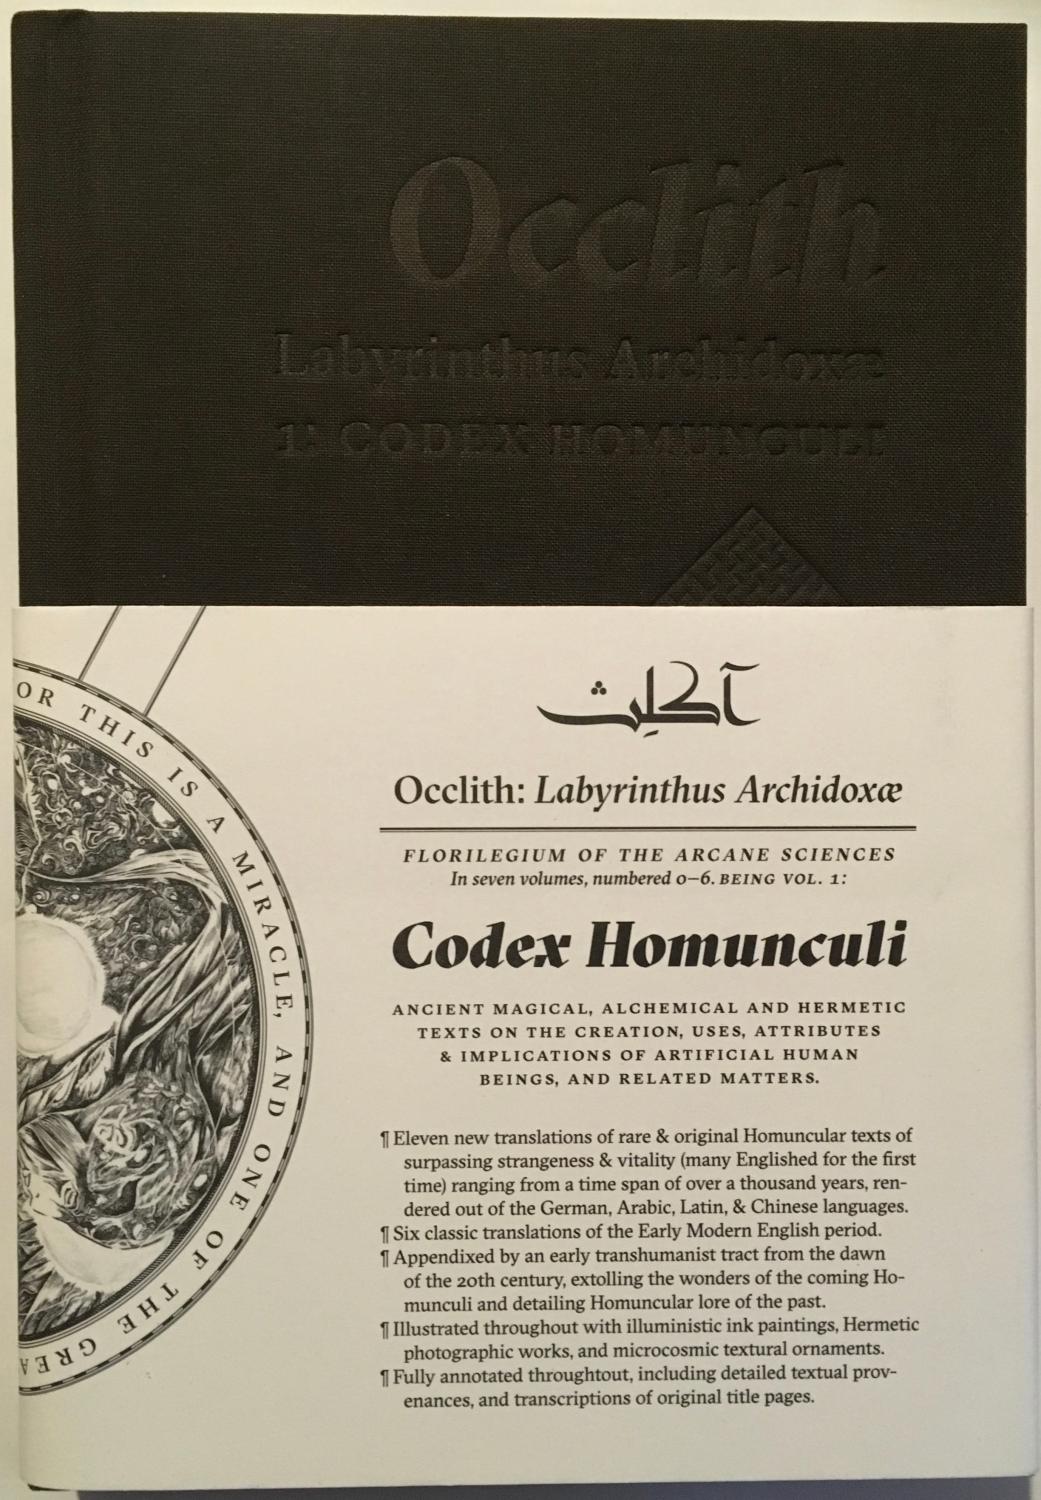 Occlith
Labyrinthus Archidoxæ
1: CODEX HOMUNCULI
آکلیث
Occlith: Labyrinthus Archidoxæ
FLORILEGIUM OF THE ARCANE SCIENCES
In seven volumes, numbered 0–6. BEING VOL. 1:
Codex Homunculi
ANCIENT MAGICAL, ALCHEMICAL AND HERMETIC
TEXTS ON THE CREATION, USES, ATTRIBUTES
& IMPLICATIONS OF ARTIFICIAL HUMAN
BEINGS, AND RELATED MATTERS.
¶ Eleven new translations of rare & original Homuncular texts of
surpassing strangeness & vitality (many Englished for the first
time) ranging from a time span of over a thousand years, ren-
dered out of the German, Arabic, Latin, & Chinese languages.
¶ Six classic translations of the Early Modern English period.
¶ Appendixed by an early transhumanist tract from the dawn
of the 20th century, extolling the wonders of the coming Ho-
munculi and detailing Homuncular lore of the past.
¶ Illustrated throughout with illuministic ink paintings, Hermetic
photographic works, and microcosmic textural ornaments.
¶ Fully annotated throughtout, including detailed textual prov-
enances, and transcriptions of original title pages.
OR THIS IS A MIRACLE, AND ONE OF THE GREA